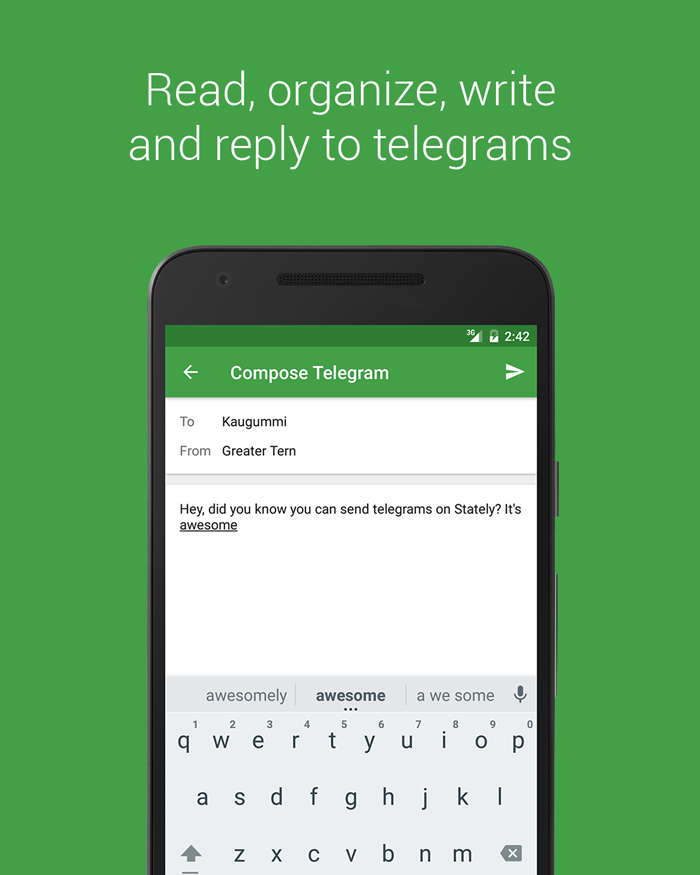 Read, organize, write
and reply to telegrams
3G 2:42
Compose Telegram
To Kaugummi
From Greater Tern
Hey, did you know you can send telegrams on Stately? It's
awesome
awesomely awesome a we some
1 2 3 4 5 6 7 8 9 0
q w e r t y u i o p
a s d f g h j k l
z x c v b n m